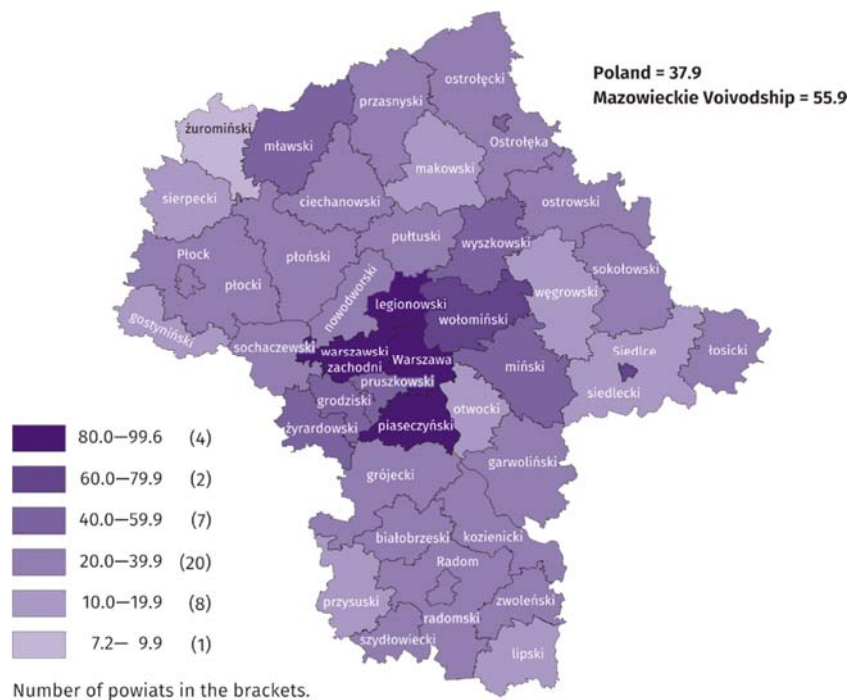 Poland = 37.9
Mazowieckie Voivodship = 55.9
ostrołęcki
przasnyski
żuromiński
mławski
Ostrołęka
makowski
sierpecki
ciechanowski
ostrowski
pułtuski
wyszkowski
Płock
płoński
sokołowski
płocki
nowodworski
węgrowski
legionowski
wołomiński
gostyniński
sochaczewski
warszawski
zachodni
Warszawa
Siedlce
łosicki
miński
pruszkowski
siedlecki
grodziski
otwocki
żyrardowski
piaseczyński
garwoliński
grójecki
białobrzeski
kozienicki
Radom
przysuski
zwoleński
radomski
szydłowiecki
lipski
80.0—99.6 (4)
60.0—79.9 (2)
40.0—59.9 (7)
20.0—39.9 (20)
10.0—19.9 (8)
7.2— 9.9 (1)
Number of powiats in the brackets.